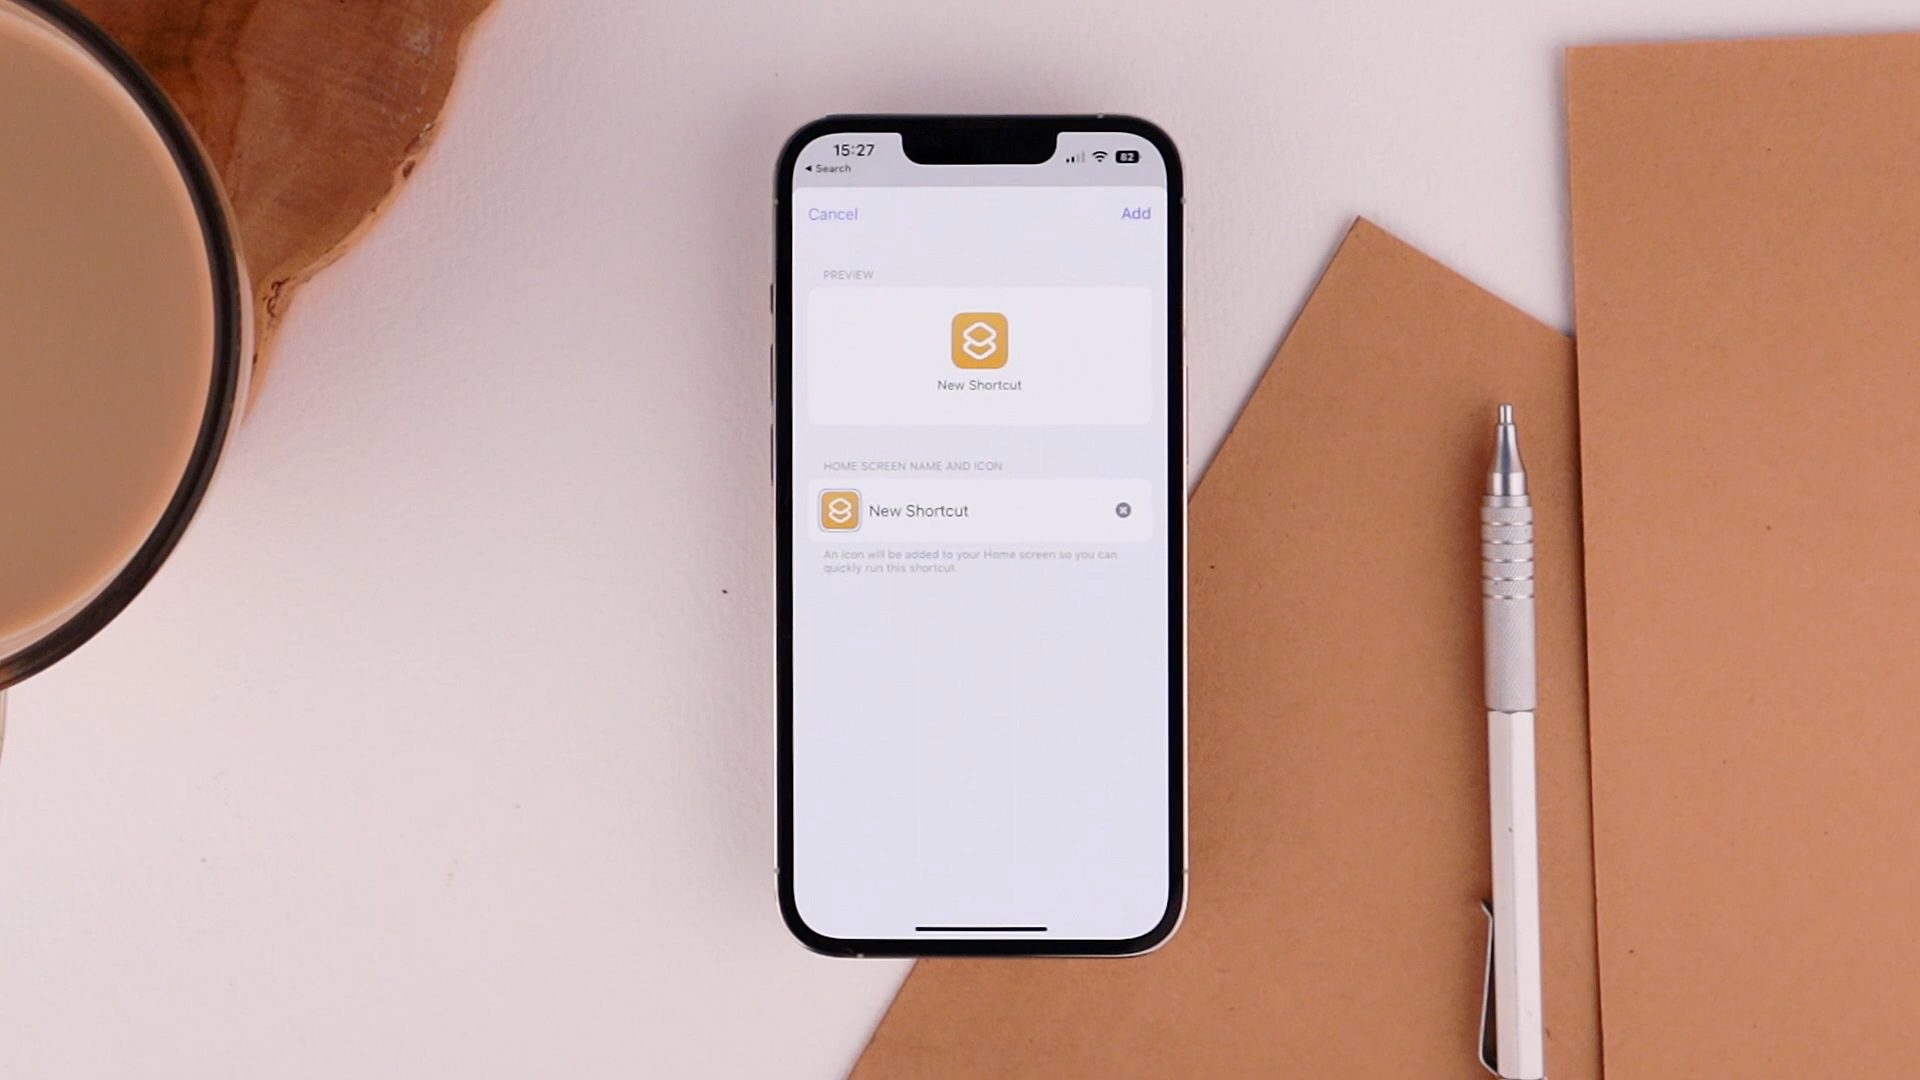 15:27
82
◂ Search
Cancel
Add
PREVIEW
New Shortcut
HOME SCREEN NAME AND ICON
New Shortcut
An icon will be added to your Home screen so you can
quickly run this shortcut.